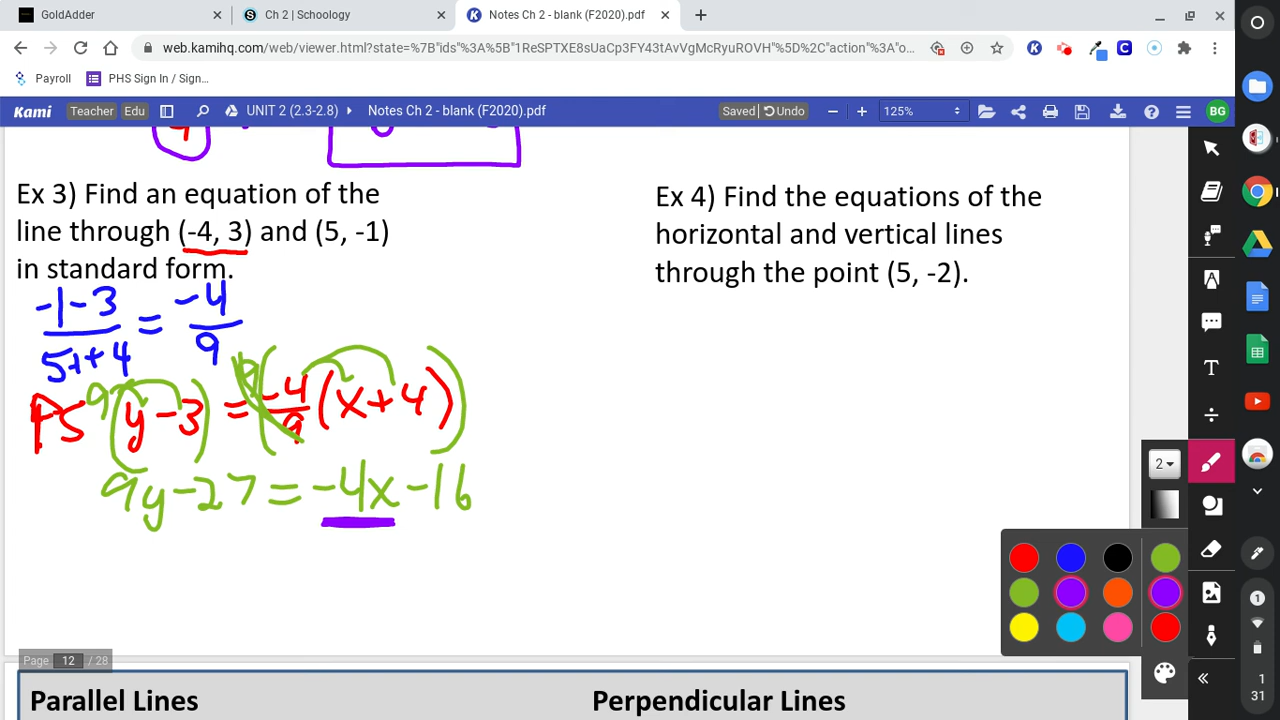 GoldAdder
Ch 2 | Schoology
Notes Ch 2 - blank (F2020).pdf
web.kamihq.com/web/viewer.html?state=%7B"ids"%3A%5B"1ReSPTXE8sUaCp3FY43tAvVgMcRyuROVH"%5D%2C"action"%3A"o...
Payroll
PHS Sign In / Sign...
Kami Teacher Edu UNIT 2 (2.3-2.8) Notes Ch 2 - blank (F2020).pdf Saved Undo 125% BG
Ex 3) Find an equation of the
line through (-4, 3) and (5, -1)
in standard form.
-1-3/5++4 = -4/9
PS 9(y-3) = 9(-4/9(x+4))
9y-27 = -4x-16
Ex 4) Find the equations of the
horizontal and vertical lines
through the point (5, -2).
Page 12 / 28
Parallel Lines
Perpendicular Lines
T
2
1
1
31